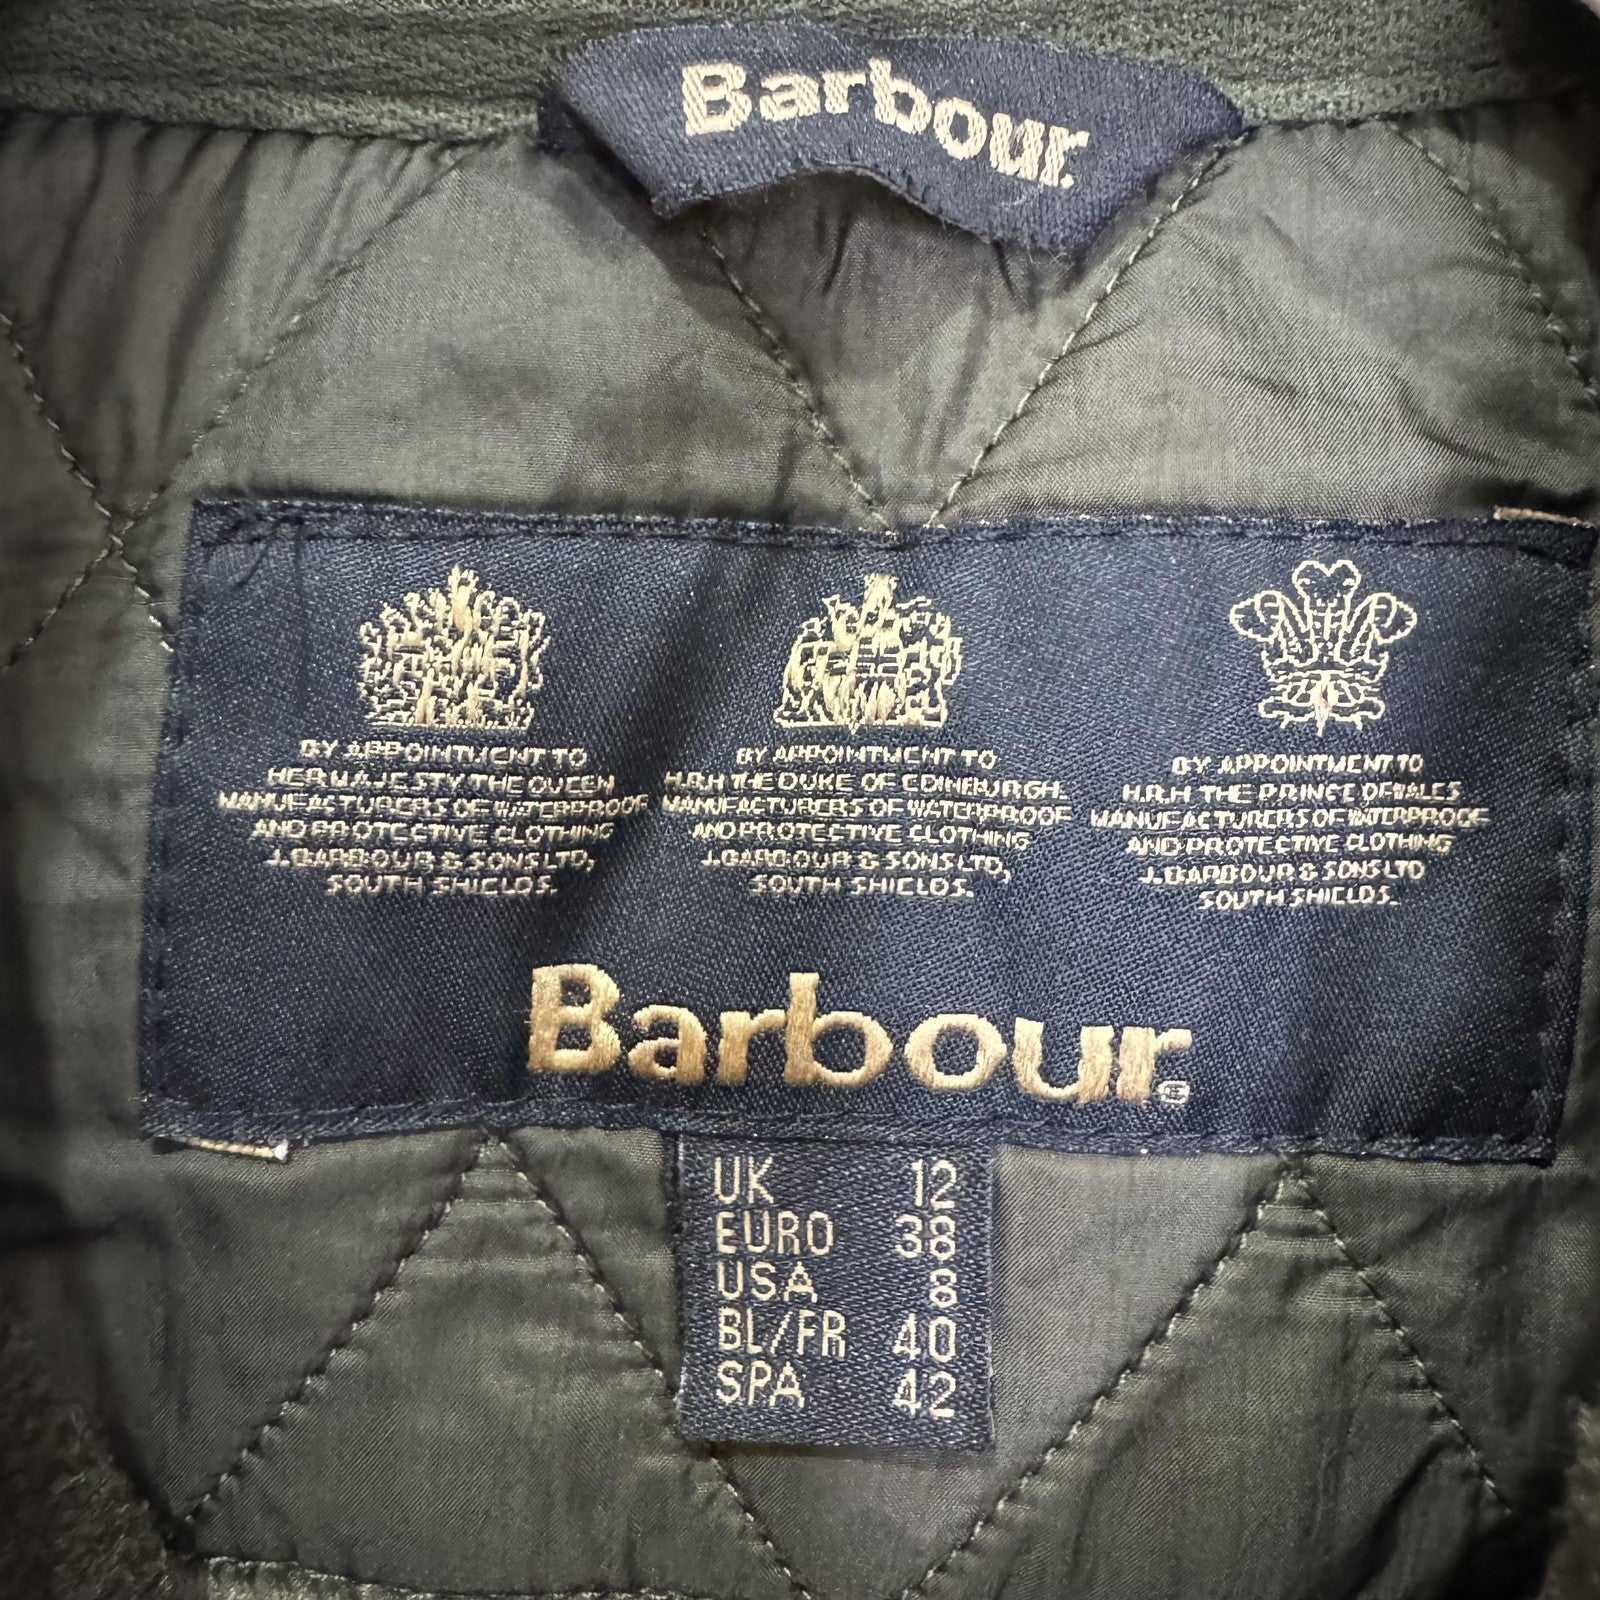 Barbour.
BY APPOINTMENT TO
HER MAJESTY THE QUEEN
MANUFACTURERS OF WATERPROOF
AND PROTECTIVE CLOTHING
J. BARBOUR & SONS LTD,
SOUTH SHIELDS.
BY APPOINTMENT TO
H.R.H THE DUKE OF EDINBURGH.
MANUFACTURERS OF WATERPROOF
AND PROTECTIVE CLOTHING
J. BARBOUR & SONS LTD,
SOUTH SHIELDS.
BY APPOINTMENT TO
H.R.H THE PRINCE OF WALES
MANUFACTURERS OF WATERPROOF
AND PROTECTIVE CLOTHING
J. BARBOUR & SONS LTD
SOUTH SHIELDS.
Barbour.®
UK 12
EURO 38
USA 8
BL/FR 40
SPA 42